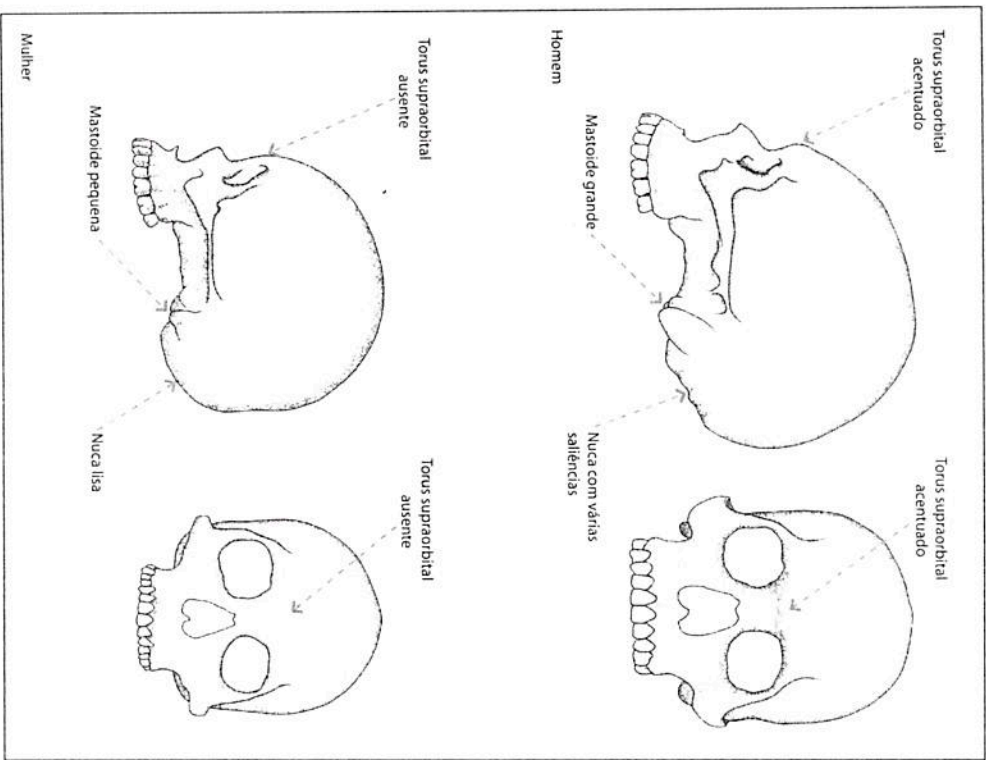 Homem
Torus supraorbital
acentuado
Mastoide grande
Nuca com várias
saliências
Torus supraorbital
acentuado
Mulher
Torus supraorbital
ausente
Mastoide pequena
Nuca lisa
Torus supraorbital
ausente